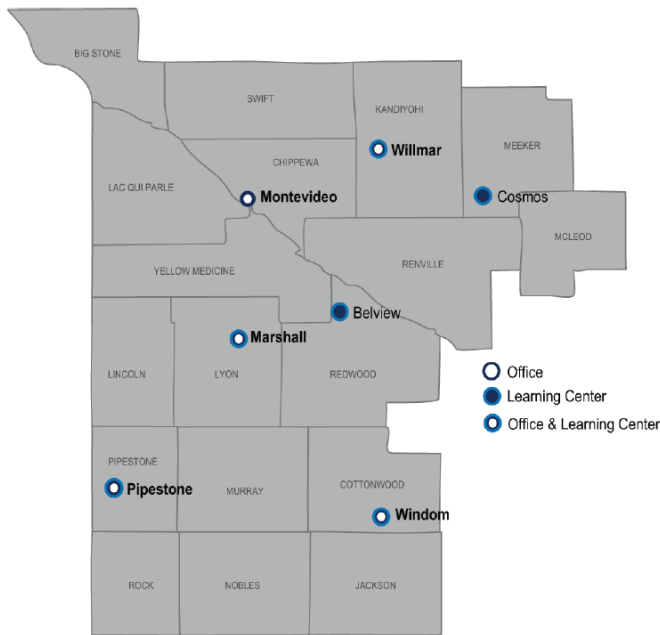 BIG STONE
SWIFT
KANDIYOHI
Willmar
MEEKER
CHIPPEWA
LAC QUI PARLE
Montevideo
Cosmos
MCLEOD
YELLOW MEDICINE
RENVILLE
Belview
Marshall
LINCOLN
LYON
REDWOOD
Office
Learning Center
Office & Learning Center
PIPESTONE
Pipestone
MURRAY
COTTONWOOD
Windom
ROCK
NOBLES
JACKSON